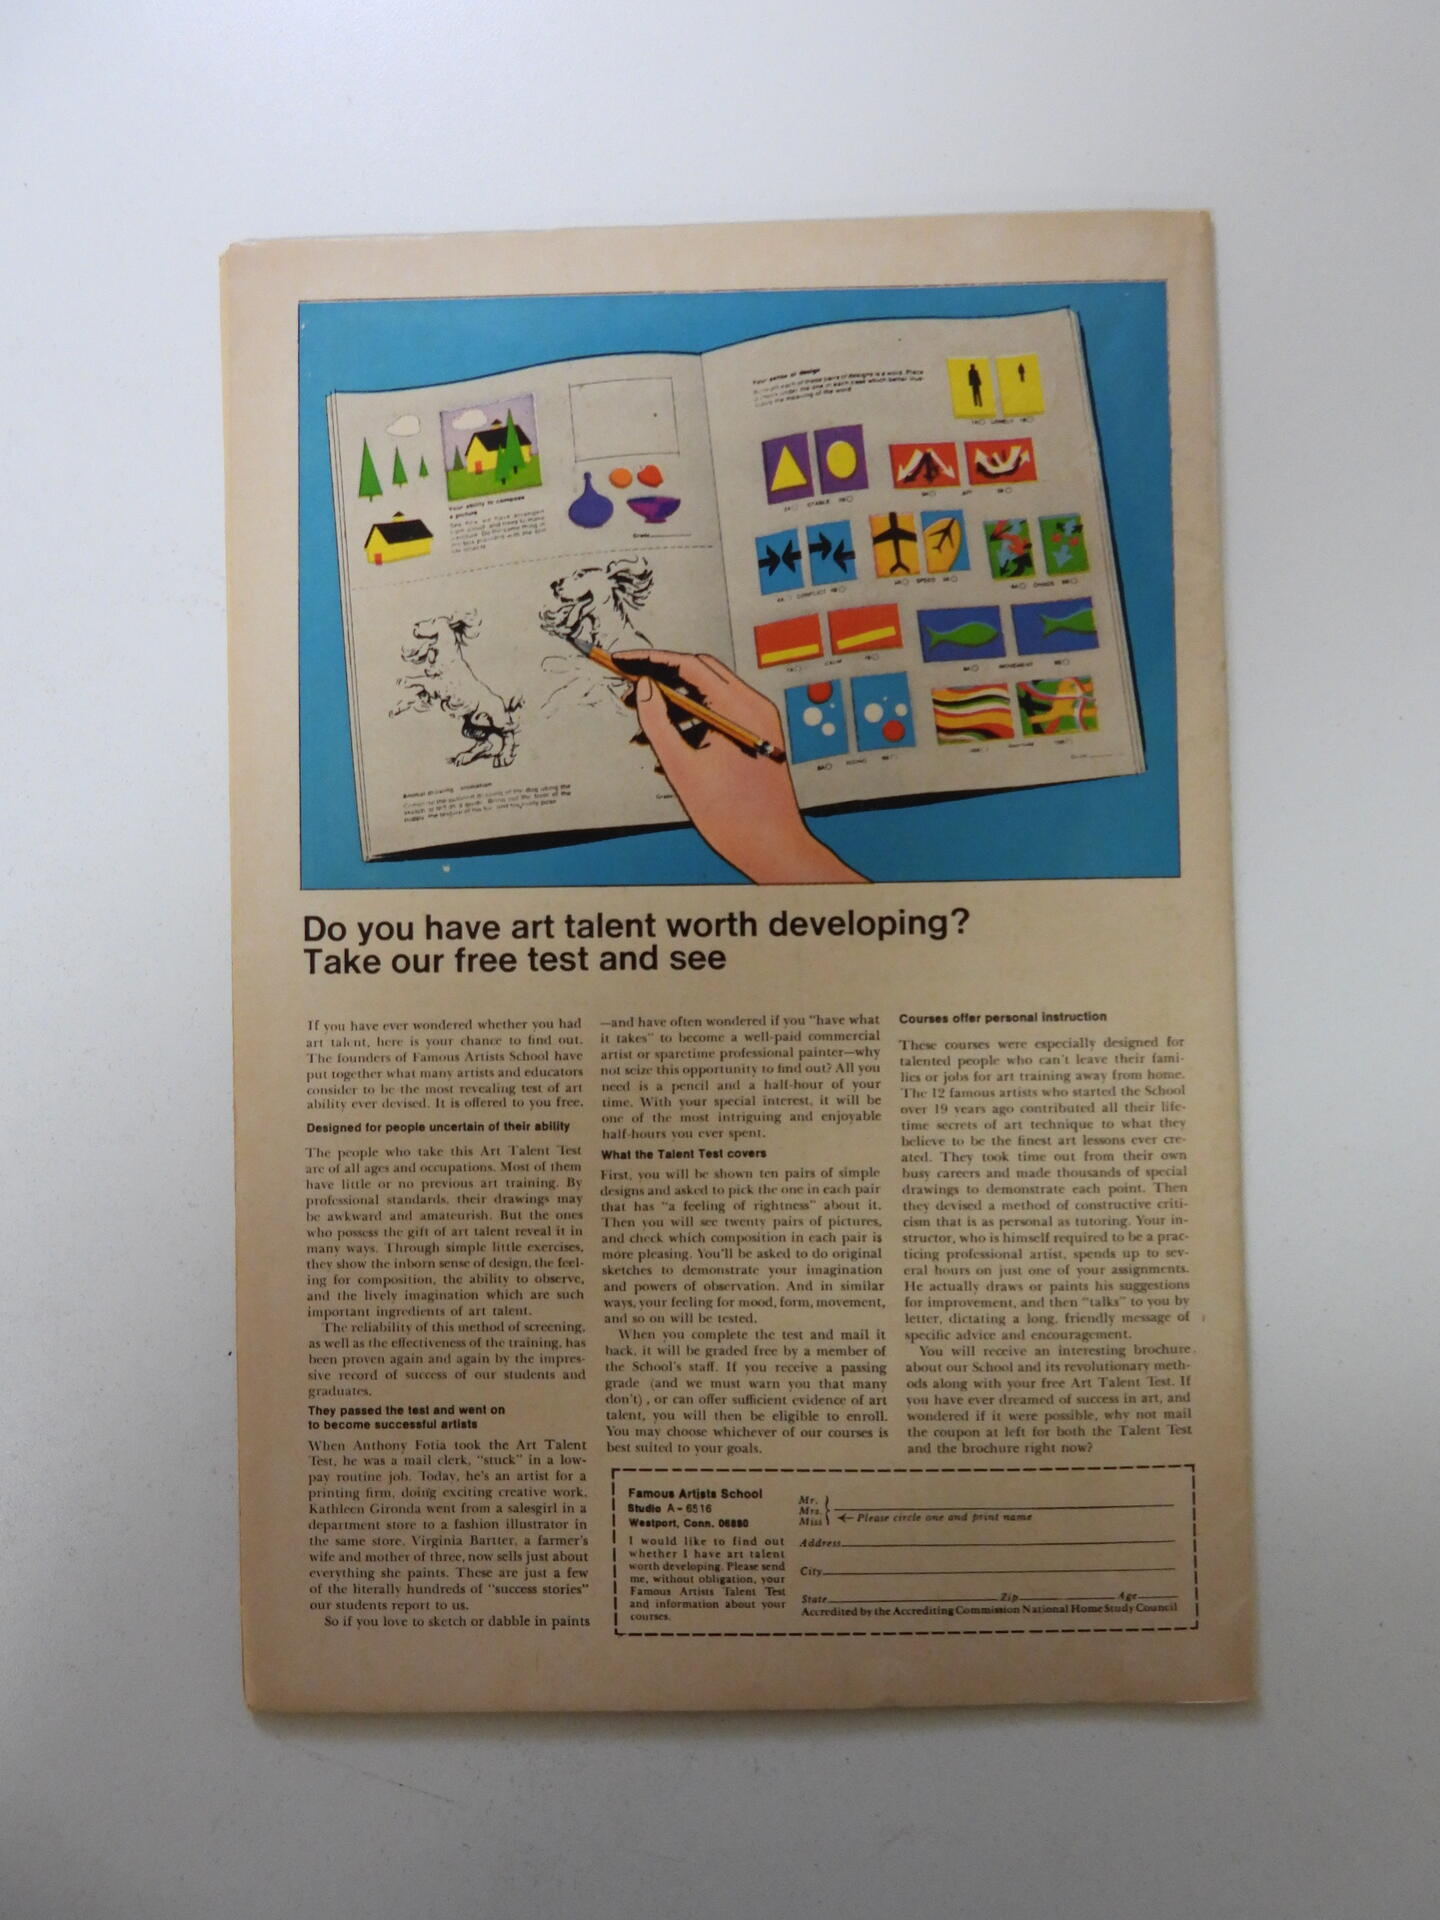 Your ability to compose
a picture
Grade
Animal drawing animation
Your sense of design
1A LONELY 1B
2A STABLE 2B
4A CONFLICT 4B
5A SPEED 5B
6A CHAOS 6B
7A CALM 7B
8A MOVEMENT 8B
Do you have art talent worth developing?
Take our free test and see
If you have ever wondered whether you had
art talent, here is your chance to find out.
The founders of Famous Artists School have
put together what many artists and educators
consider to be the most revealing test of art
ability ever devised. It is offered to you free.
Designed for people uncertain of their ability
The people who take this Art Talent Test
are of all ages and occupations. Most of them
have little or no previous art training. By
professional standards, their drawings may
be awkward and amateurish. But the ones
who possess the gift of art talent reveal it in
many ways. Through simple little exercises,
they show the inborn sense of design, the feel-
ing for composition, the ability to observe,
and the lively imagination which are such
important ingredients of art talent.
The reliability of this method of screening,
as well as the effectiveness of the training, has
been proven again and again by the impres-
sive record of success of our students and
graduates.
They passed the test and went on
to become successful artists
When Anthony Fotia took the Art Talent
Test, he was a mail clerk, "stuck" in a low-
pay routine job. Today, he's an artist for a
printing firm, doing exciting creative work.
Kathleen Gironda went from a salesgirl in a
department store to a fashion illustrator in
the same store. Virginia Bartter, a farmer's
wife and mother of three, now sells just about
everything she paints. These are just a few
of the literally hundreds of "success stories"
our students report to us.
So if you love to sketch or dabble in paints
—and have often wondered if you "have what
it takes" to become a well-paid commercial
artist or sparetime professional painter—why
not seize this opportunity to find out? All you
need is a pencil and a half-hour of your
time. With your special interest, it will be
one of the most intriguing and enjoyable
half-hours you ever spent.
What the Talent Test covers
First, you will be shown ten pairs of simple
designs and asked to pick the one in each pair
that has "a feeling of rightness" about it.
Then you will see twenty pairs of pictures,
and check which composition in each pair is
more pleasing. You'll be asked to do original
sketches to demonstrate your imagination
and powers of observation. And in similar
ways, your feeling for mood, form, movement,
and so on will be tested.
When you complete the test and mail it
back, it will be graded free by a member of
the School's staff. If you receive a passing
grade (and we must warn you that many
don't), or can offer sufficient evidence of art
talent, you will then be eligible to enroll.
You may choose whichever of our courses is
best suited to your goals.
Courses offer personal instruction
These courses were especially designed for
talented people who can't leave their fami-
lies or jobs for art training away from home.
The 12 famous artists who started the School
over 19 years ago contributed all their life-
time secrets of art technique to what they
believe to be the finest art lessons ever cre-
ated. They took time out from their own
busy careers and made thousands of special
drawings to demonstrate each point. Then
they devised a method of constructive criti-
cism that is as personal as tutoring. Your in-
structor, who is himself required to be a prac-
ticing professional artist, spends up to sev-
eral hours on just one of your assignments.
He actually draws or paints his suggestions
for improvement, and then "talks" to you by
letter, dictating a long, friendly message of
specific advice and encouragement.
You will receive an interesting brochure
about our School and its revolutionary meth-
ods along with your free Art Talent Test. If
you have ever dreamed of success in art, and
wondered if it were possible, why not mail
the coupon at left for both the Talent Test
and the brochure right now?
Famous Artists School
Studio A-6516
Westport, Conn. 06880
I would like to find out
whether I have art talent
worth developing. Please send
me, without obligation, your
Famous Artists Talent Test
and information about your
courses.
Mr.
Mrs.
Miss
Please circle one and print name
Address
City
State Zip Age
Accredited by the Accrediting Commission National Home Study Council